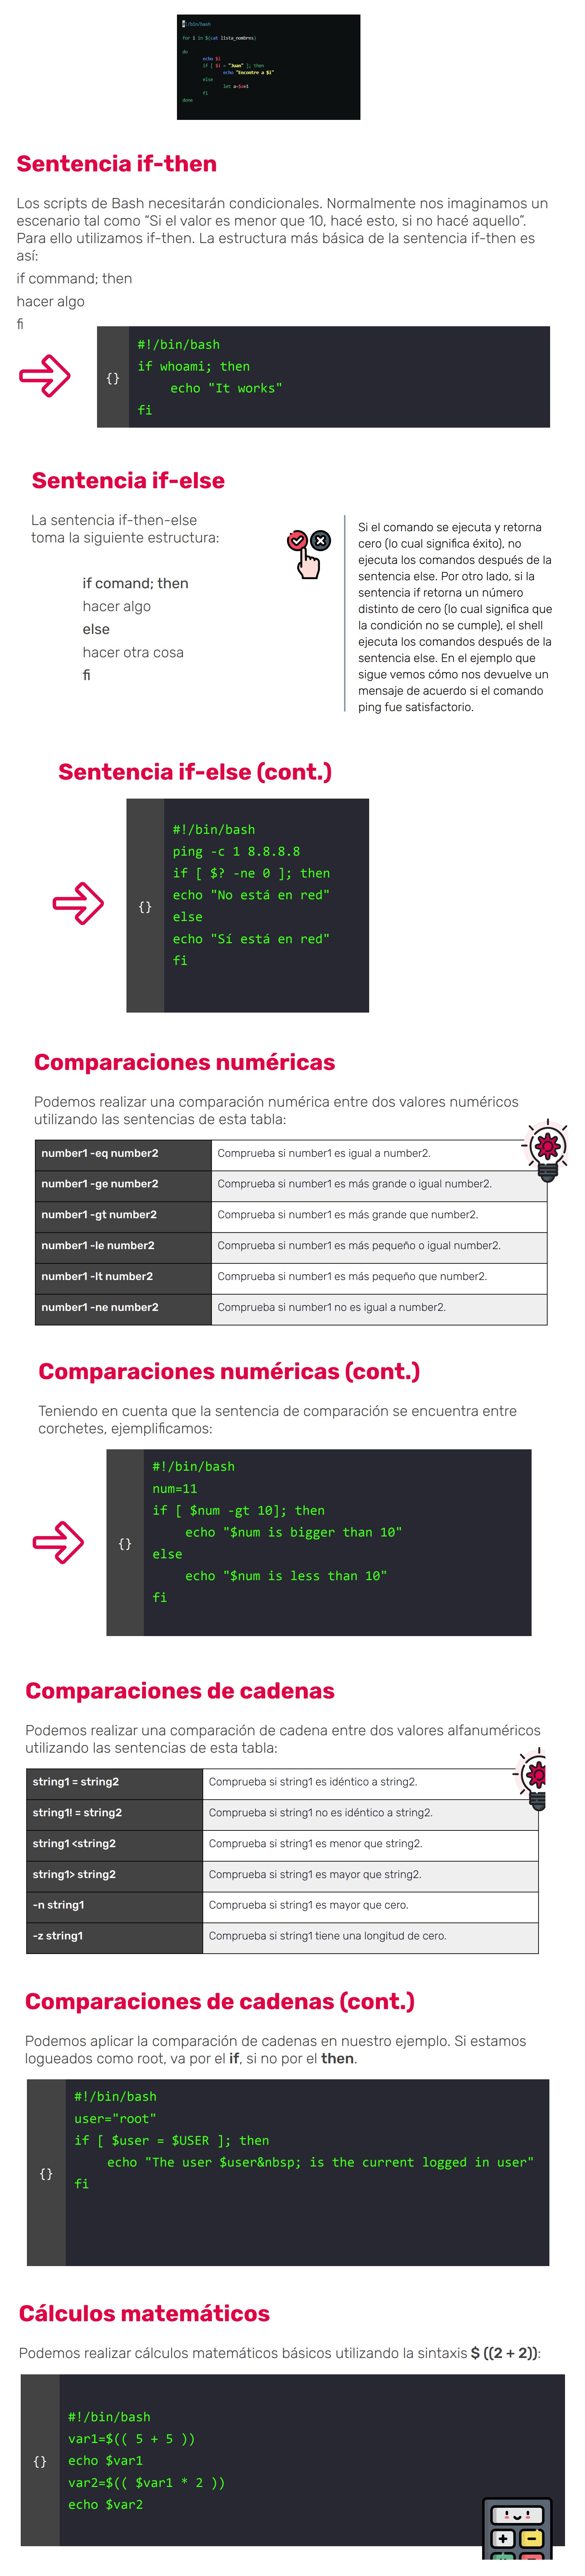 #!/bin/bash
for i in $(cat lista_nombres)
do
echo $i
if [ $i = "Juan" ]; then
echo "Encontre a $i"
else
let a=$a+1
fi
done
Sentencia if-then
Los scripts de Bash necesitarán condicionales. Normalmente nos imaginamos un
escenario tal como “Si el valor es menor que 10, hacé esto, si no hacé aquello”.
Para ello utilizamos if-then. La estructura más básica de la sentencia if-then es
así:
if command; then
hacer algo
fi
{}
#!/bin/bash
if whoami; then
echo "It works"
fi
Sentencia if-else
La sentencia if-then-else
toma la siguiente estructura:
if comand; then
hacer algo
else
hacer otra cosa
fi
Si el comando se ejecuta y retorna
cero (lo cual significa éxito), no
ejecuta los comandos después de la
sentencia else. Por otro lado, si la
sentencia if retorna un número
distinto de cero (lo cual significa que
la condición no se cumple), el shell
ejecuta los comandos después de la
sentencia else. En el ejemplo que
sigue vemos cómo nos devuelve un
mensaje de acuerdo si el comando
ping fue satisfactorio.
Sentencia if-else (cont.)
{}
#!/bin/bash
ping -c 1 8.8.8.8
if [ $? -ne 0 ]; then
echo "No está en red"
else
echo "Sí está en red"
fi
Comparaciones numéricas
Podemos realizar una comparación numérica entre dos valores numéricos
utilizando las sentencias de esta tabla:
number1 -eq number2 Comprueba si number1 es igual a number2.
number1 -ge number2 Comprueba si number1 es más grande o igual number2.
number1 -gt number2 Comprueba si number1 es más grande que number2.
number1 -le number2 Comprueba si number1 es más pequeño o igual number2.
number1 -lt number2 Comprueba si number1 es más pequeño que number2.
number1 -ne number2 Comprueba si number1 no es igual a number2.
Comparaciones numéricas (cont.)
Teniendo en cuenta que la sentencia de comparación se encuentra entre
corchetes, ejemplificamos:
{}
#!/bin/bash
num=11
if [ $num -gt 10]; then
echo "$num is bigger than 10"
else
echo "$num is less than 10"
fi
Comparaciones de cadenas
Podemos realizar una comparación de cadena entre dos valores alfanuméricos
utilizando las sentencias de esta tabla:
string1 = string2 Comprueba si string1 es idéntico a string2.
string1! = string2 Comprueba si string1 no es idéntico a string2.
string1 <string2 Comprueba si string1 es menor que string2.
string1> string2 Comprueba si string1 es mayor que string2.
-n string1 Comprueba si string1 es mayor que cero.
-z string1 Comprueba si string1 tiene una longitud de cero.
Comparaciones de cadenas (cont.)
Podemos aplicar la comparación de cadenas en nuestro ejemplo. Si estamos
logueados como root, va por el if, si no por el then.
{}
#!/bin/bash
user="root"
if [ $user = $USER ]; then
echo "The user $user&nbsp; is the current logged in user"
fi
Cálculos matemáticos
Podemos realizar cálculos matemáticos básicos utilizando la sintaxis $ ((2 + 2)):
{}
#!/bin/bash
var1=$(( 5 + 5 ))
echo $var1
var2=$(( $var1 * 2 ))
echo $var2